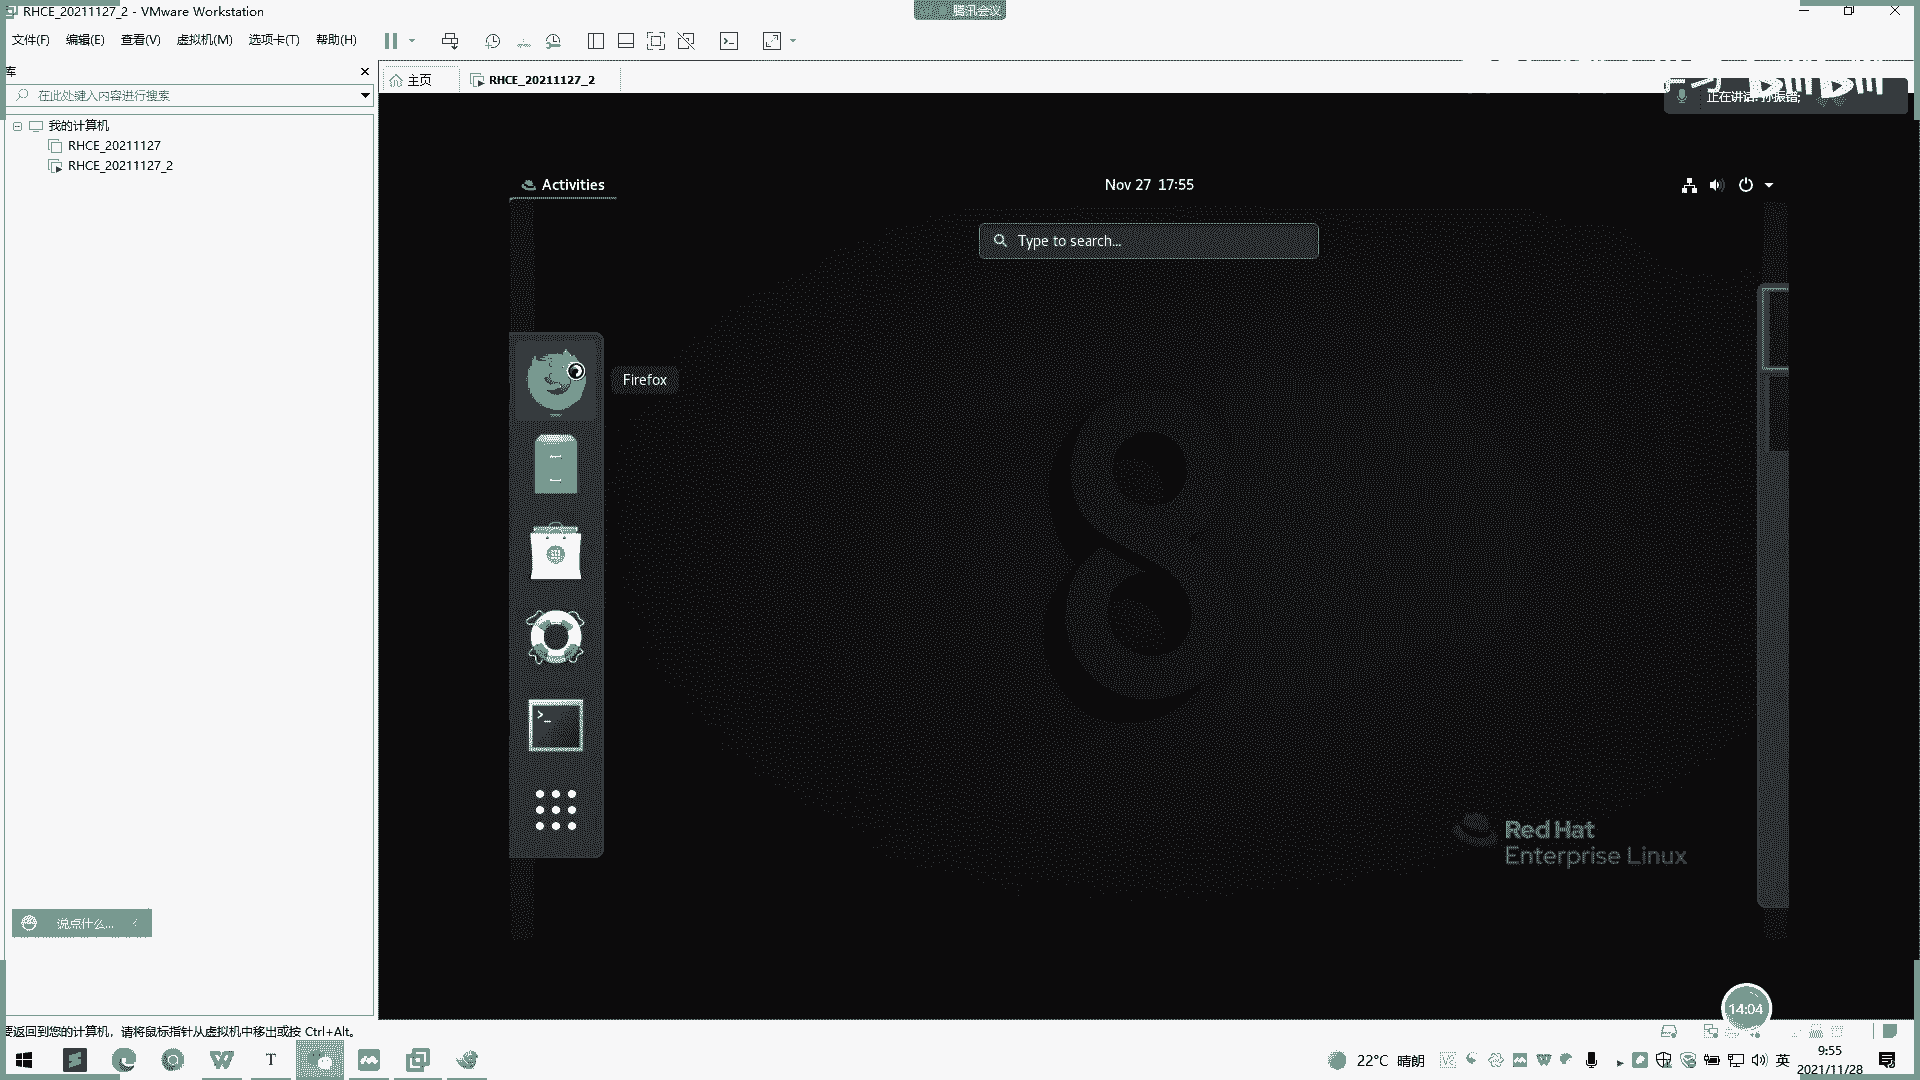 RHCE_20211127_2 - VMware Workstation
腾讯会议
文件(F) 编辑(E) 查看(V) 虚拟机(M) 选项卡(T) 帮助(H)
库
主页
RHCE_20211127_2
在此处键入内容进行搜索
bilibili
正在讲话: 孙振锴;
我的计算机
RHCE_20211127
RHCE_20211127_2
Activities
Nov 27 17:55
Type to search...
Firefox
8
Red Hat
Enterprise Linux
说点什么...
14:04
要返回到您的计算机，请将鼠标指针从虚拟机中移出或按 Ctrl+Alt。
22°C 晴朗
英
9:55
2021/11/28